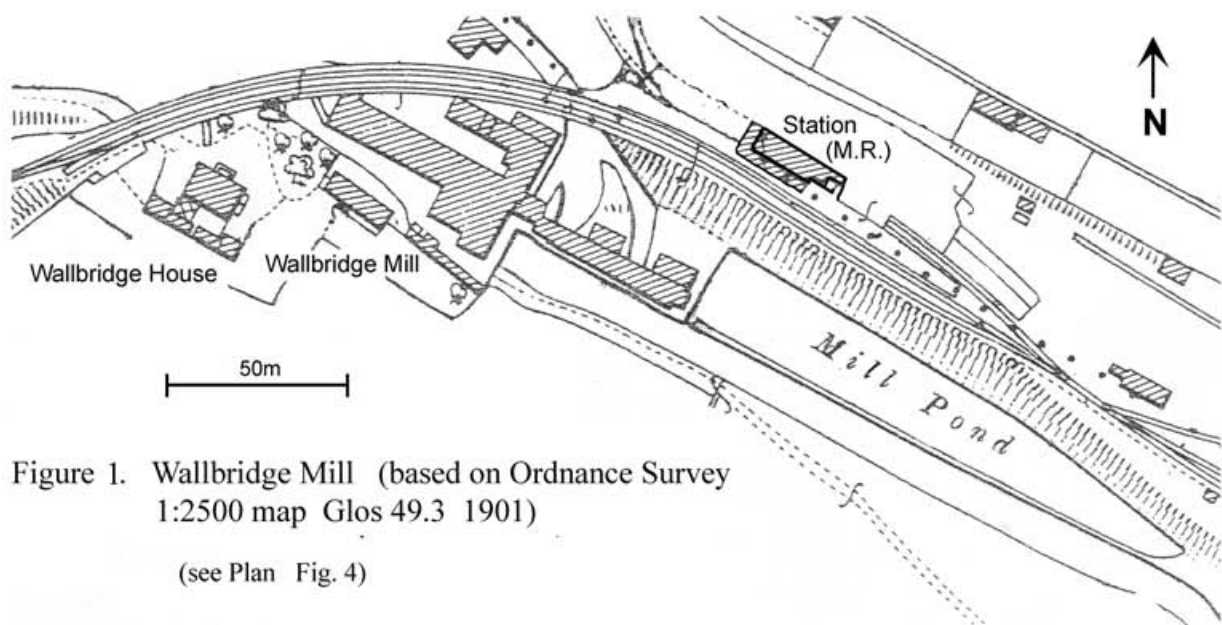 N
Station
(M.R.)
Wallbridge House
Wallbridge Mill
50m
Mill Pond
Figure 1. Wallbridge Mill (based on Ordnance Survey
1:2500 map Glos 49.3 1901)
(see Plan Fig. 4)